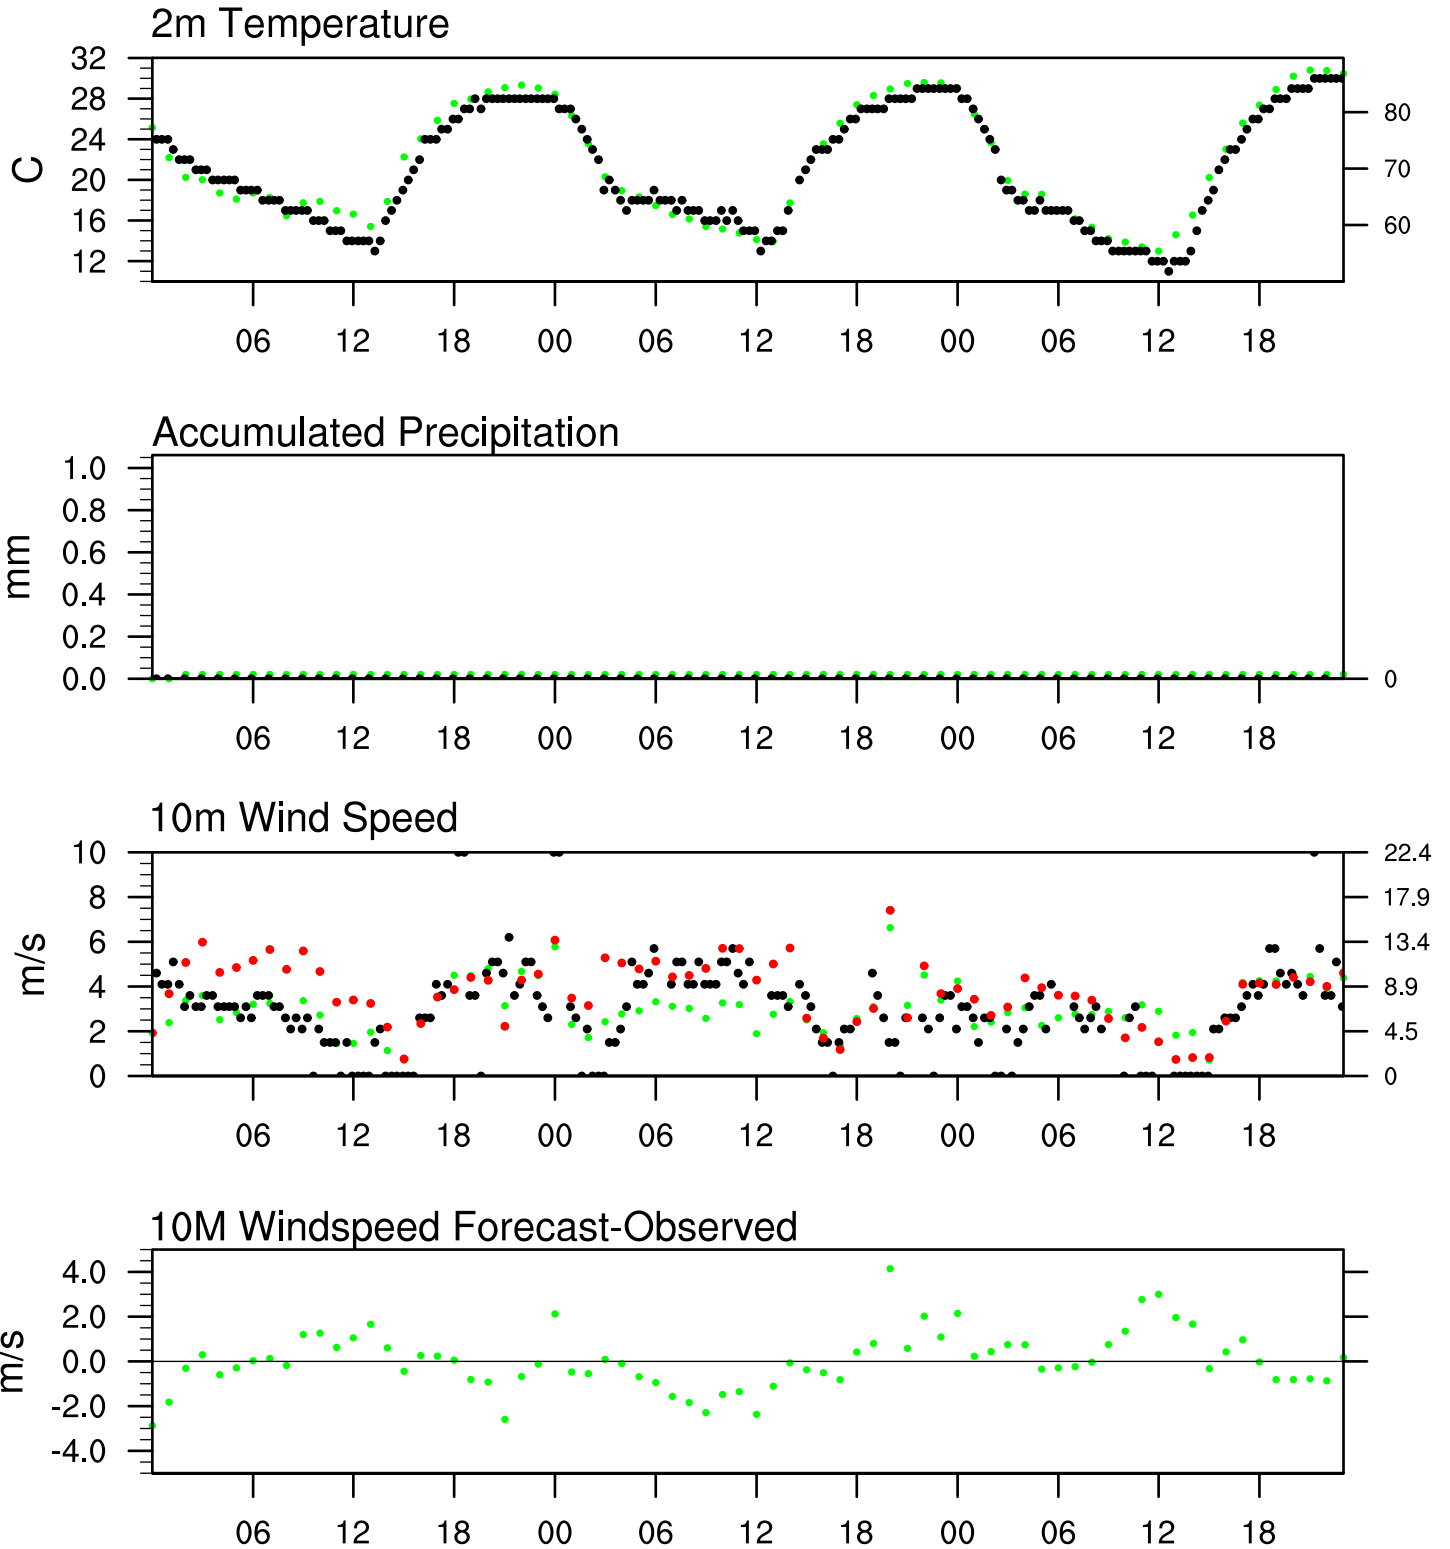 2m Temperature
32
28
24
20
16
12
C
80
70
60
06 12 18 00 06 12 18 00 06 12 18
Accumulated Precipitation
1.0
0.8
0.6
0.4
0.2
0.0
mm
0
06 12 18 00 06 12 18 00 06 12 18
10m Wind Speed
10
8
6
4
2
0
m/s
22.4
17.9
13.4
8.9
4.5
0
06 12 18 00 06 12 18 00 06 12 18
10M Windspeed Forecast-Observed
4.0
2.0
0.0
-2.0
-4.0
m/s
06 12 18 00 06 12 18 00 06 12 18